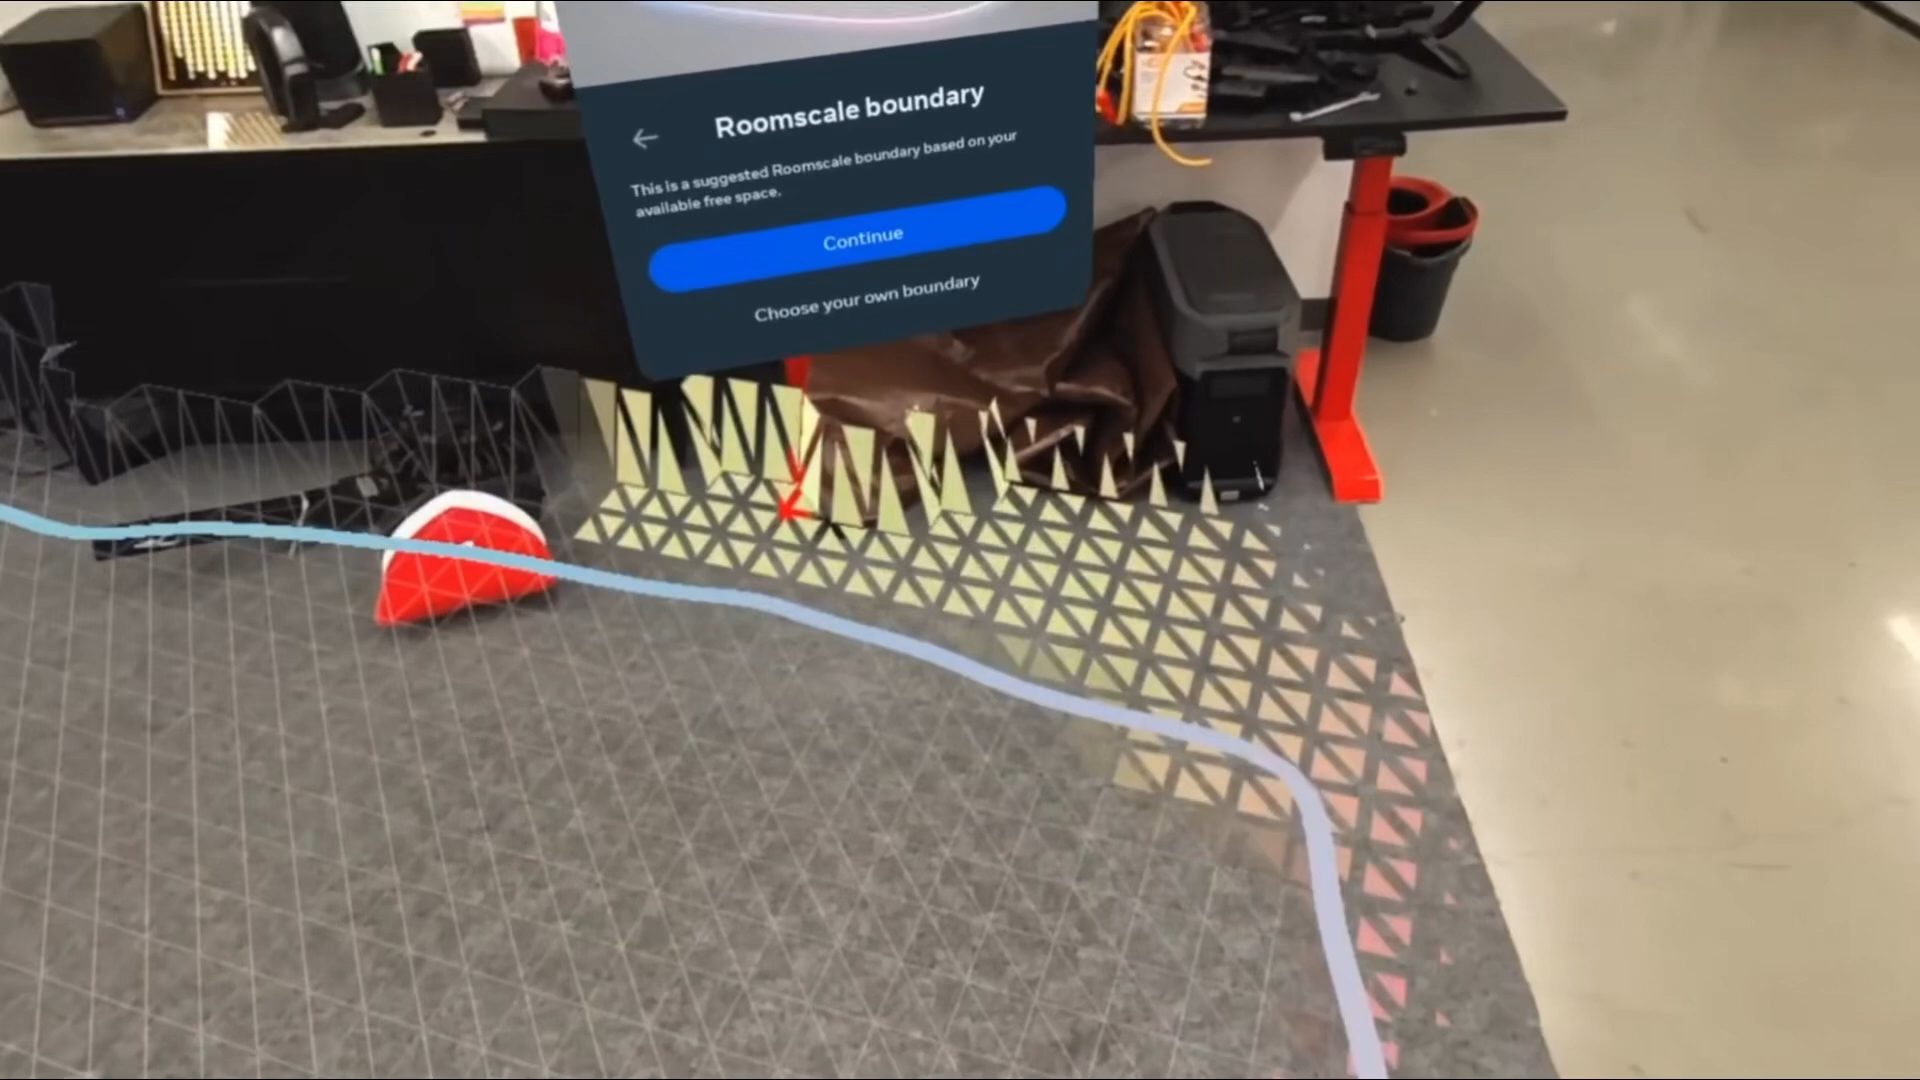 Roomscale boundary
This is a suggested Roomscale boundary based on your
available free space.
Continue
Choose your own boundary